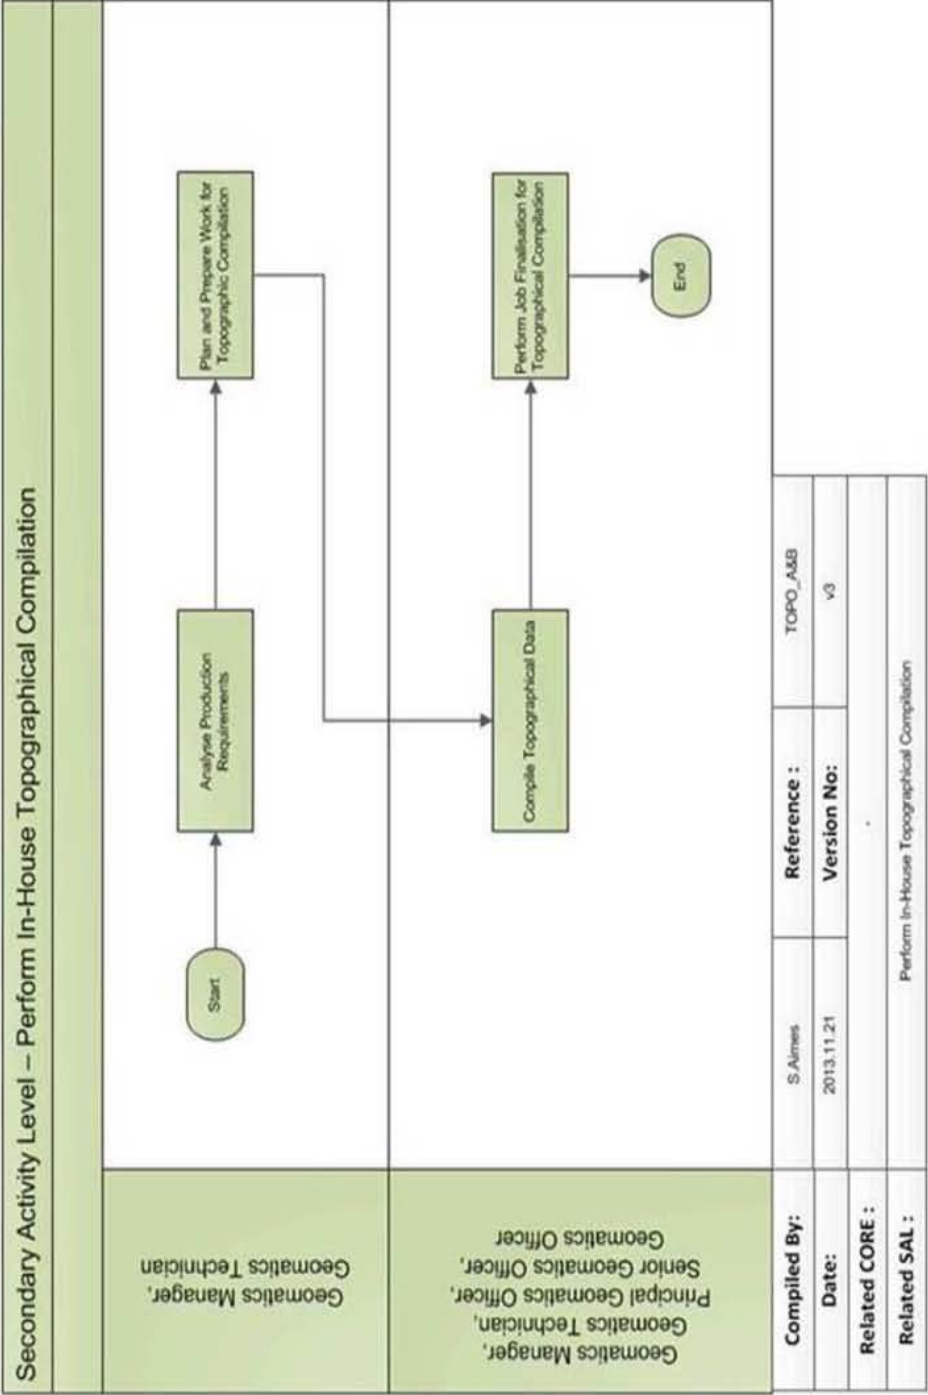 Secondary Activity Level – Perform In-House Topographical Compilation
Geomatics Manager,
Geomatics Technician
Start
Analyse Production
Requirements
Plan and Prepare Work for
Topographic Compilation
Geomatics Manager,
Geomatics Technician,
Principal Geomatics Officer,
Senior Geomatics Officer,
Geomatics Officer
Compile Topographical Data
Perform Job Finalisation for
Topographical Compilation
End
Compiled By: S.Aimes Reference : TOPO_A&B
Date: 2013.11.21 Version No: v3
Related CORE :
Related SAL : Perform In-House Topographical Compilation